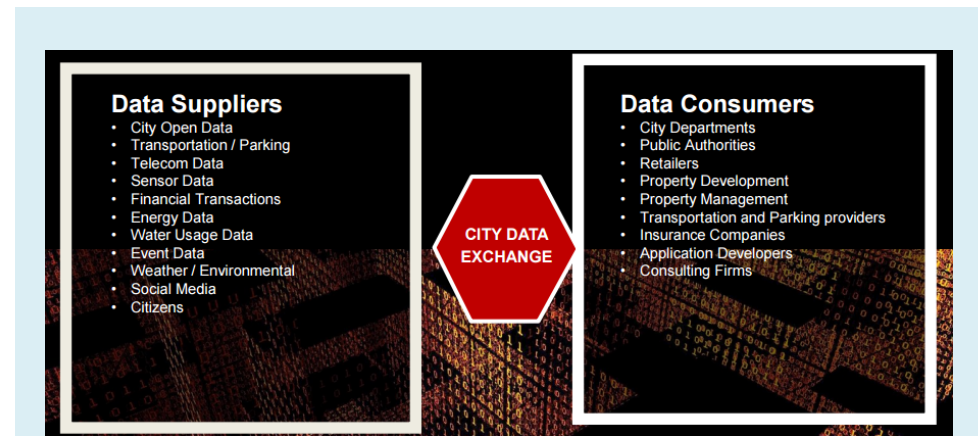 Data Suppliers
• City Open Data
• Transportation / Parking
• Telecom Data
• Sensor Data
• Financial Transactions
• Energy Data
• Water Usage Data
• Event Data
• Weather / Environmental
• Social Media
• Citizens
CITY DATA
EXCHANGE
Data Consumers
• City Departments
• Public Authorities
• Retailers
• Property Development
• Property Management
• Transportation and Parking providers
• Insurance Companies
• Application Developers
• Consulting Firms